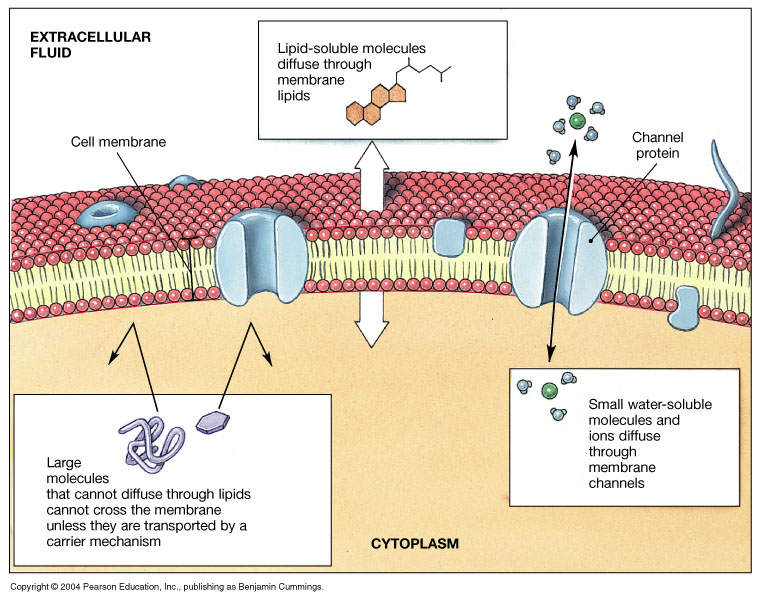 EXTRACELLULAR
FLUID
Lipid-soluble molecules
diffuse through
membrane
lipids
Cell membrane
Channel
protein
Large
molecules
that cannot diffuse through lipids
cannot cross the membrane
unless they are transported by a
carrier mechanism
Small water-soluble
molecules and
ions diffuse
through
membrane
channels
CYTOPLASM
Copyright © 2004 Pearson Education, Inc., publishing as Benjamin Cummings.